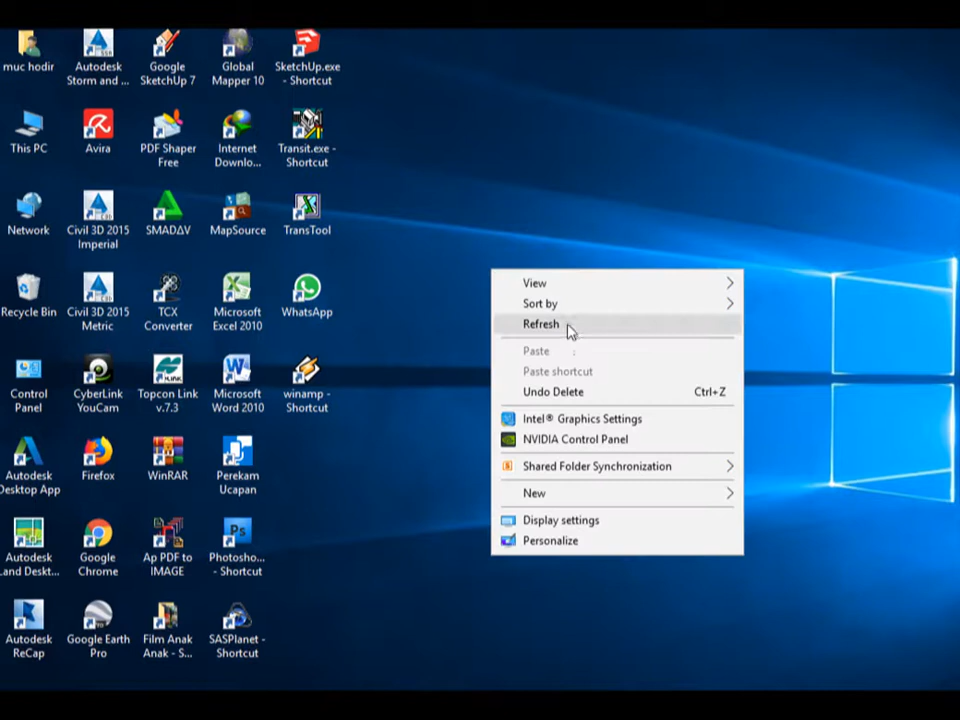 muc hodir
Autodesk
Storm and ...
Google
SketchUp 7
Global
Mapper 10
SketchUp.exe
- Shortcut
This PC
Avira
PDF Shaper
Free
Internet
Downlo...
Transit.exe -
Shortcut
Network
Civil 3D 2015
Imperial
SMADΔV
MapSource
TransTool
Recycle Bin
Civil 3D 2015
Metric
TCX
Converter
Microsoft
Excel 2010
WhatsApp
Control
Panel
CyberLink
YouCam
Topcon Link
v.7.3
Microsoft
Word 2010
winamp -
Shortcut
Autodesk
Desktop App
Firefox
WinRAR
Perekam
Ucapan
Autodesk
Land Deskt...
Google
Chrome
Ap PDF to
IMAGE
Photosho...
- Shortcut
Autodesk
ReCap
Google Earth
Pro
Film Anak
Anak - S...
SASPlanet -
Shortcut
View
Sort by
Refresh
Paste
Paste shortcut
Undo Delete Ctrl+Z
Intel® Graphics Settings
NVIDIA Control Panel
Shared Folder Synchronization
New
Display settings
Personalize